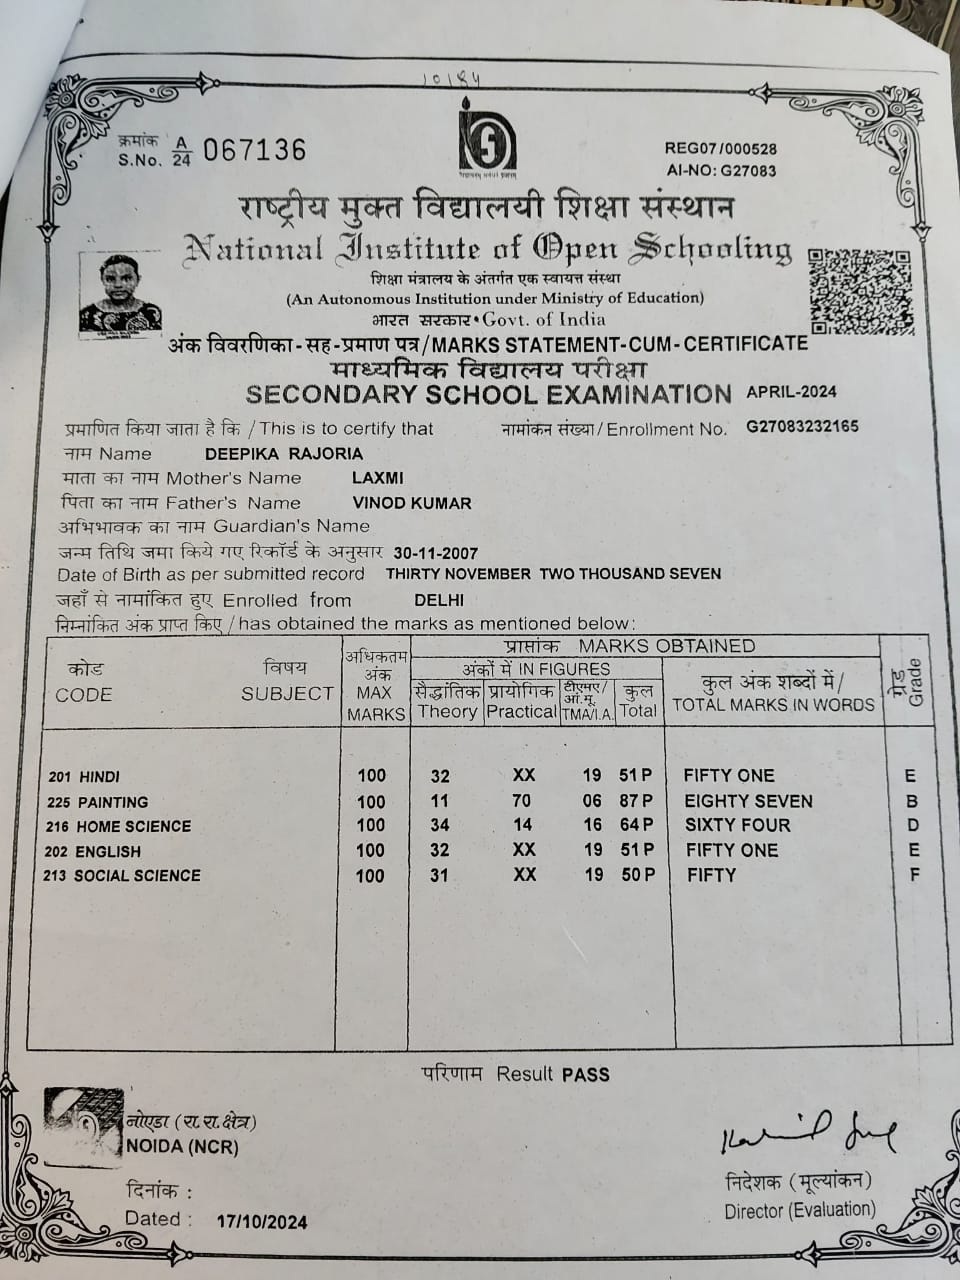 10184
क्रमांक A
S.No. 24 067136
REG07/000528
AI-NO: G27083
राष्ट्रीय मुक्त विद्यालयी शिक्षा संस्थान
National Institute of Open Schooling
शिक्षा मंत्रालय के अंतर्गत एक स्वायत्त संस्था
(An Autonomous Institution under Ministry of Education)
भारत सरकार • Govt. of India
अंक विवरणिका-सह-प्रमाण पत्र/MARKS STATEMENT-CUM-CERTIFICATE
माध्यमिक विद्यालय परीक्षा
SECONDARY SCHOOL EXAMINATION APRIL-2024
प्रमाणित किया जाता है कि / This is to certify that नामांकन संख्या/Enrollment No. G27083232165
नाम Name DEEPIKA RAJORIA
माता का नाम Mother's Name LAXMI
पिता का नाम Father's Name VINOD KUMAR
अभिभावक का नाम Guardian's Name
जन्म तिथि जमा किये गए रिकॉर्ड के अनुसार 30-11-2007
Date of Birth as per submitted record THIRTY NOVEMBER TWO THOUSAND SEVEN
जहाँ से नामांकित हुए Enrolled from DELHI
निम्नांकित अंक प्राप्त किए / has obtained the marks as mentioned below:
कोड
CODE
विषय
SUBJECT
अधिकतम
अंक
MAX
MARKS
प्राप्तांक MARKS OBTAINED
अंकों में IN FIGURES
सैद्धांतिक
Theory
प्रायोगिक
Practical
टीएमए/
आं.मू.
TMA/I.A.
कुल
Total
कुल अंक शब्दों में/
TOTAL MARKS IN WORDS
ग्रेड
Grade
201 HINDI 100 32 XX 19 51 P FIFTY ONE E
225 PAINTING 100 11 70 06 87 P EIGHTY SEVEN B
216 HOME SCIENCE 100 34 14 16 64 P SIXTY FOUR D
202 ENGLISH 100 32 XX 19 51 P FIFTY ONE E
213 SOCIAL SCIENCE 100 31 XX 19 50 P FIFTY F
परिणाम Result PASS
नोएडा (रा.रा.क्षेत्र)
NOIDA (NCR)
दिनांक :
Dated : 17/10/2024
निदेशक (मूल्यांकन)
Director (Evaluation)